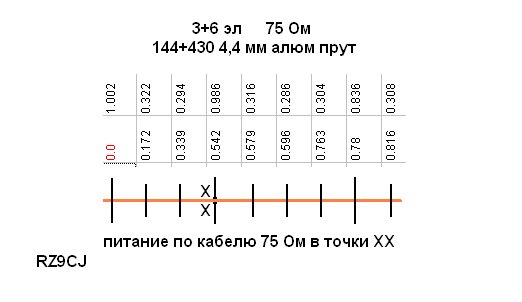 3+6 эл 75 Ом
144+430 4,4 мм алюм прут
1.002 0.322 0.294 0.986 0.316 0.286 0.304 0.836 0.308
0.0 0.172 0.339 0.542 0.579 0.596 0.763 0.78 0.816
X
X
питание по кабелю 75 Ом в точки XX
RZ9CJ